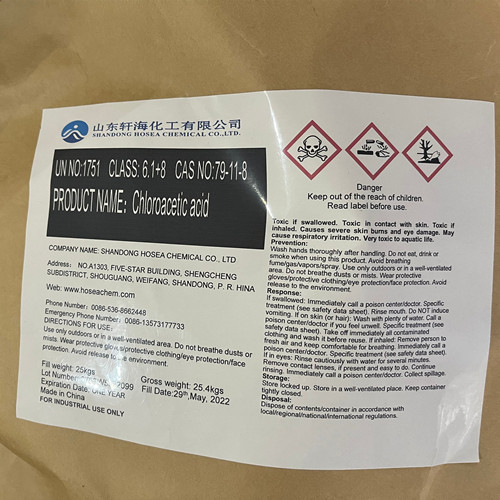 山东轩海化工有限公司
SHANDONG HOSEA CHEMICAL CO.,LTD.
UN NO:1751 CLASS: 6.1+8 CAS NO:79-11-8
PRODUCT NAME: Chloroacetic acid
COMPANY NAME: SHANDONG HOSEA CHEMICAL CO., LTD
Address: NO.A1303, FIVE-STAR BUILDING, SHENGCHENG
SUBDISTRICT, SHOUGUANG, WEIFANG, SHANDONG, P. R. HINA
Web: www.hoseachem.com
Phone Number: 0086-536-8662448
Emergency Phone Number: 0086-13573177733
DIRECTIONS FOR USE:
Use only outdoors or in a well-ventilated area. Do not breathe dusts or
mists. Wear protective gloves/protective clothing/eye protection/face
protection. Avoid release to the environment.
Fill weight: 25kgs Gross weight: 25.4kgs
Lot Number: 2099 Fill Date:29th,May, 2022
Expiration Date: ONE YEAR
Made in China
FOR INDUSTRIAL USE ONLY
Danger
Keep out of the reach of children.
Read label before use.
Toxic if swallowed. Toxic in contact with skin. Toxic if
inhaled. Causes severe skin burns and eye damage. May
cause respiratory irritation. Very toxic to aquatic life.
Prevention:
Wash hands thoroughly after handling. Do not eat, drink or
smoke when using this product. Avoid breathing
fume/gas/vapors/spray. Use only outdoors or in a well-ventilated
area. Do not breathe dusts or mists. Wear protective
gloves/protective clothing/eye protection/face protection. Avoid
release to the environment.
Response:
If swallowed: Immediately call a poison center/doctor. Specific
treatment (see safety data sheet). Rinse mouth. Do NOT induce
vomiting. If on skin (or hair): Wash with plenty of water. Call a
poison center/doctor if you feel unwell. Specific treatment (see
safety data sheet). Take off immediately all contaminated
clothing and wash it before reuse. If inhaled: Remove person to
fresh air and keep comfortable for breathing. Immediately call a
poison center/doctor. Specific treatment (see safety data sheet).
If in eyes: Rinse cautiously with water for several minutes.
Remove contact lenses, if present and easy to do. Continue
rinsing. Immediately call a poison center/doctor. Collect spillage.
Storage:
Store locked up. Store in a well-ventilated place. Keep container
tightly closed.
Disposal:
Dispose of contents/container in accordance with
local/regional/national/international regulations.